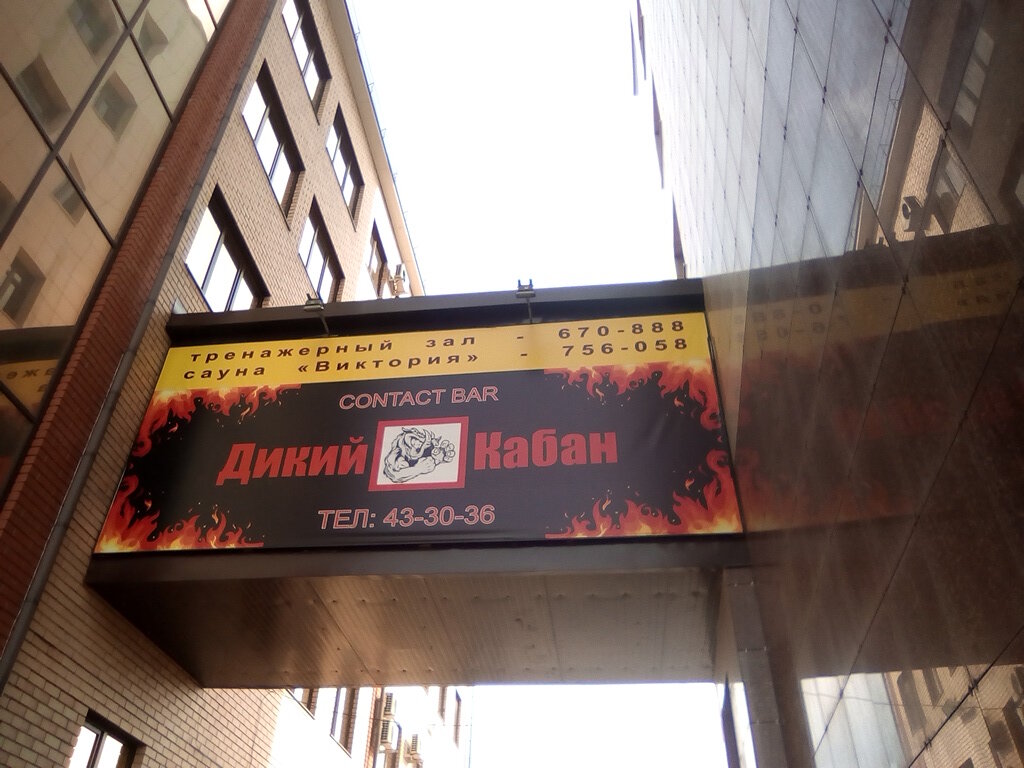 тренажерный зал - 670-888
сауна «Виктория» - 756-058
CONTACT BAR
Дикий Кабан
ТЕЛ: 43-30-36